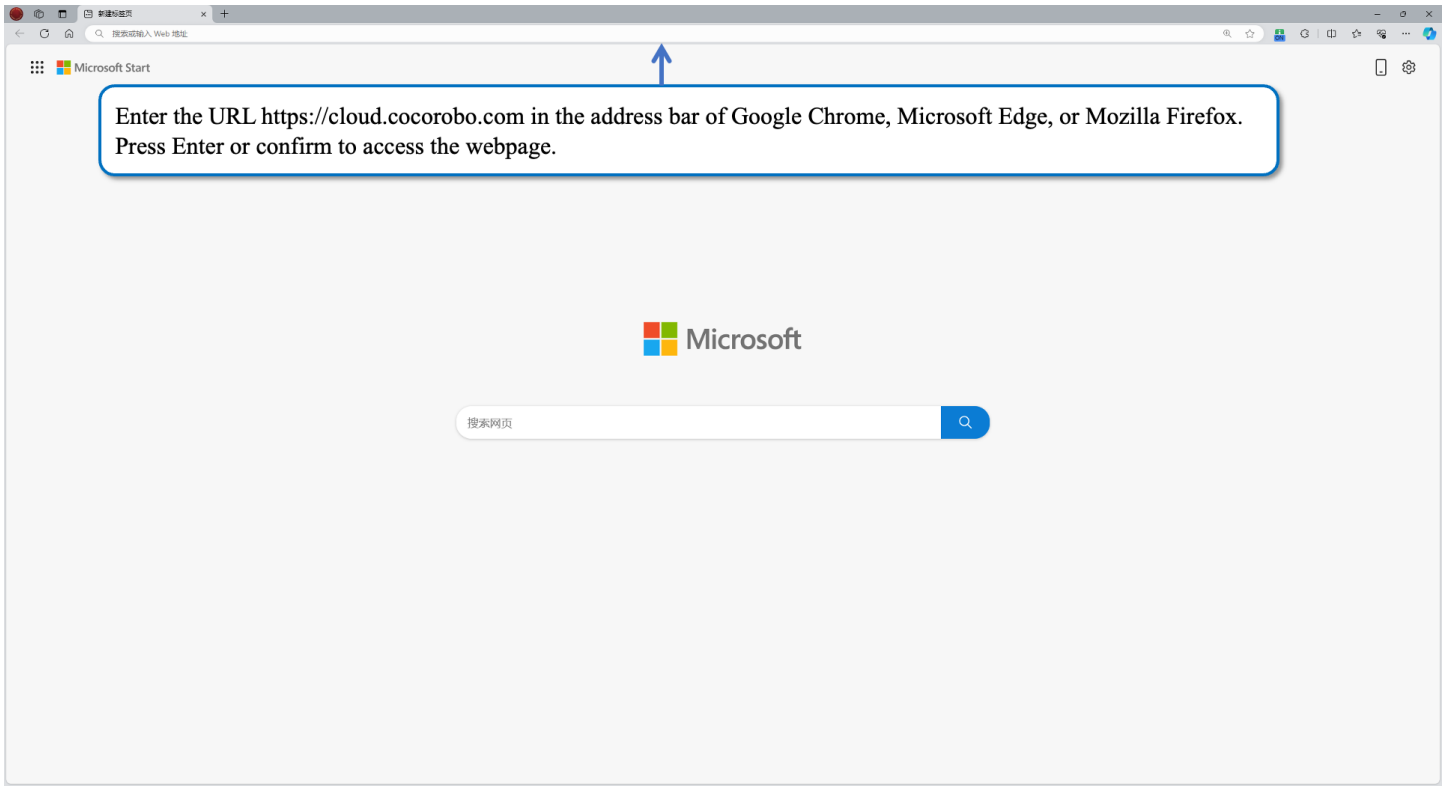 新建标签页
搜索或输入 Web 地址
Microsoft Start
Enter the URL https://cloud.cocorobo.com in the address bar of Google Chrome, Microsoft Edge, or Mozilla Firefox.
Press Enter or confirm to access the webpage.
Microsoft
搜索网页